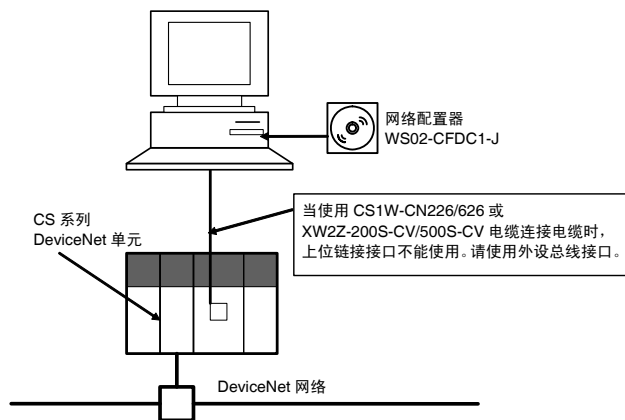 网络配置器
WS02-CFDC1-J
当使用 CS1W-CN226/626 或
XW2Z-200S-CV/500S-CV 电缆连接电缆时，
上位链接接口不能使用。请使用外设总线接口。
CS 系列
DeviceNet 单元
DeviceNet 网络